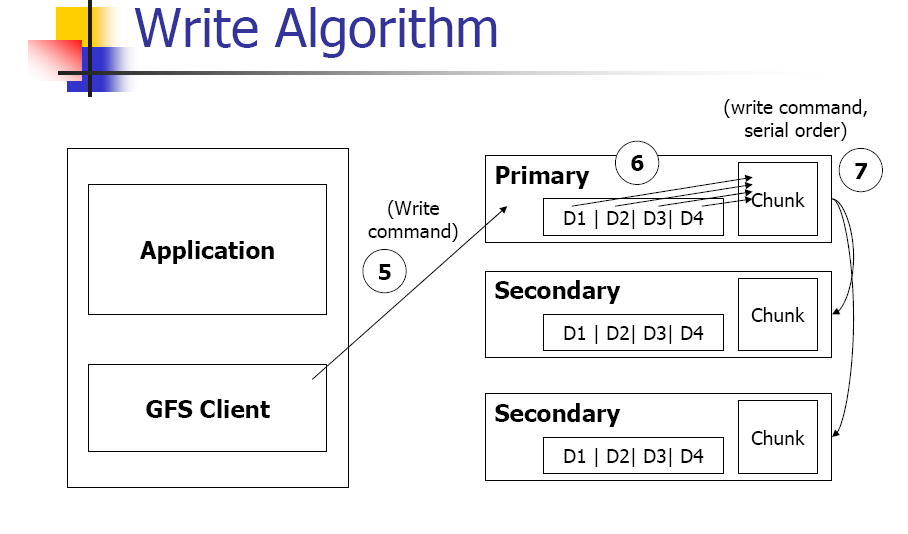 Write Algorithm
(write command,
serial order)
6
7
Primary
D1 | D2| D3| D4
Chunk
(Write
command)
5
Application
Secondary
D1 | D2| D3| D4
Chunk
GFS Client
Secondary
D1 | D2| D3| D4
Chunk